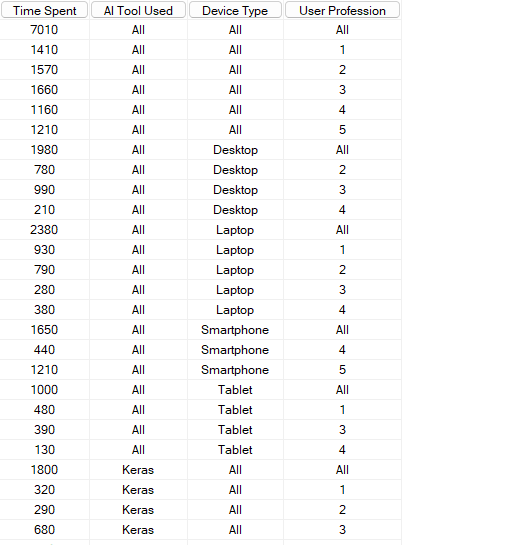 Time Spent AI Tool Used Device Type User Profession
7010 All All All
1410 All All 1
1570 All All 2
1660 All All 3
1160 All All 4
1210 All All 5
1980 All Desktop All
780 All Desktop 2
990 All Desktop 3
210 All Desktop 4
2380 All Laptop All
930 All Laptop 1
790 All Laptop 2
280 All Laptop 3
380 All Laptop 4
1650 All Smartphone All
440 All Smartphone 4
1210 All Smartphone 5
1000 All Tablet All
480 All Tablet 1
390 All Tablet 3
130 All Tablet 4
1800 Keras All All
320 Keras All 1
290 Keras All 2
680 Keras All 3